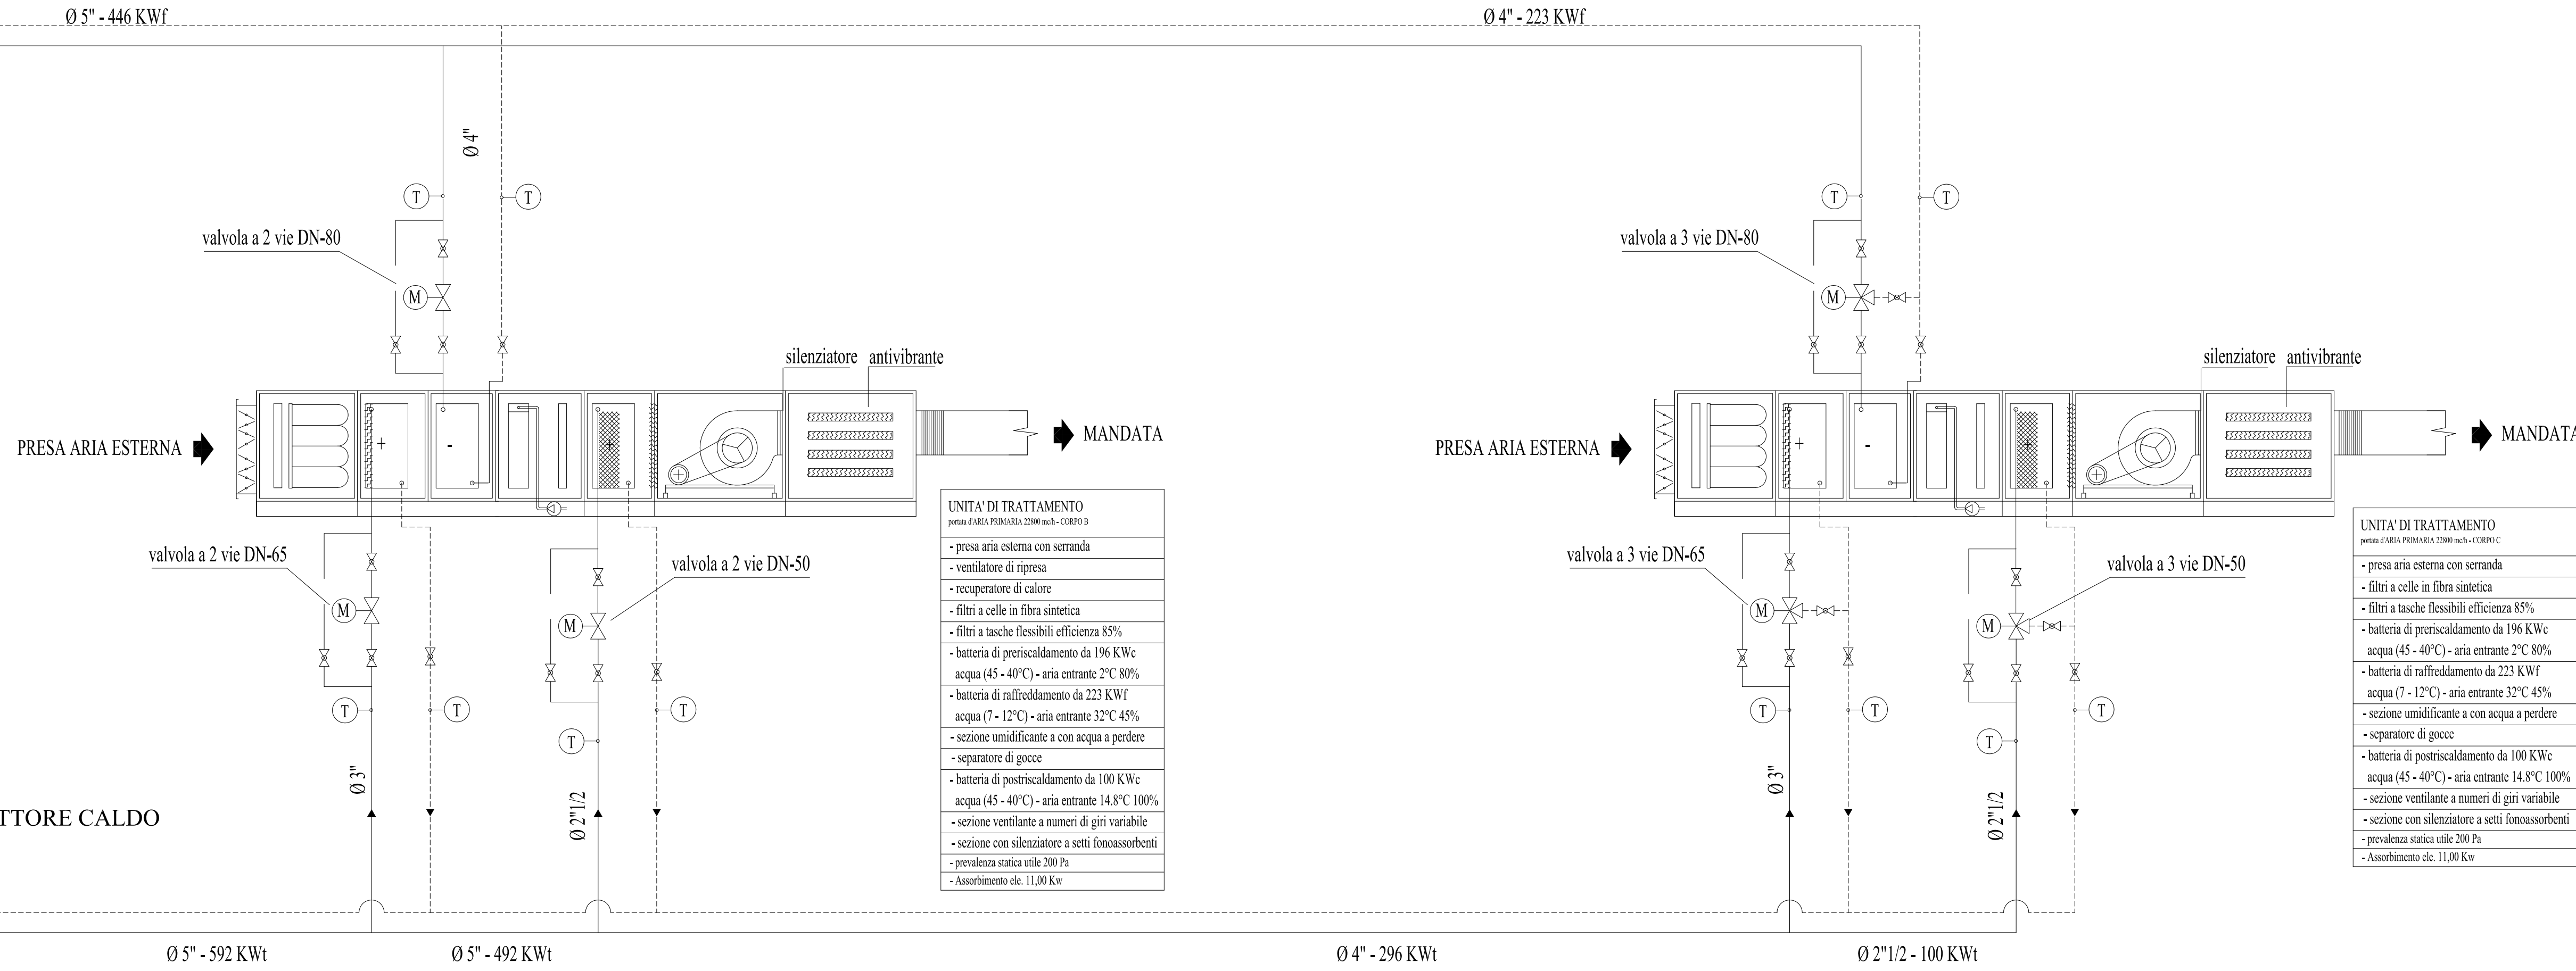 Ø 5" - 446 KWf
Ø 4" - 223 KWf
Ø 4"
T
T
T
T
valvola a 2 vie DN-80
M
valvola a 3 vie DN-80
M
silenziatore
antivibrante
silenziatore
antivibrante
PRESA ARIA ESTERNA
+
-
+
MANDATA
PRESA ARIA ESTERNA
+
-
+
MANDATA
valvola a 2 vie DN-65
M
valvola a 2 vie DN-50
M
T
T
T
T
Ø 3"
Ø 2"1/2
UNITA' DI TRATTAMENTO
portata d'ARIA PRIMARIA 22800 mc/h - CORPO B
- presa aria esterna con serranda
- ventilatore di ripresa
- recuperatore di calore
- filtri a celle in fibra sintetica
- filtri a tasche flessibili efficienza 85%
- batteria di preriscaldamento da 196 KWc
acqua (45 - 40°C) - aria entrante 2°C 80%
- batteria di raffreddamento da 223 KWf
acqua (7 - 12°C) - aria entrante 32°C 45%
- sezione umidificante a con acqua a perdere
- separatore di gocce
- batteria di postriscaldamento da 100 KWc
acqua (45 - 40°C) - aria entrante 14.8°C 100%
- sezione ventilante a numeri di giri variabile
- sezione con silenziatore a setti fonoassorbenti
- prevalenza statica utile 200 Pa
- Assorbimento ele. 11,00 Kw
valvola a 3 vie DN-65
M
valvola a 3 vie DN-50
M
T
T
T
T
Ø 3"
Ø 2"1/2
UNITA' DI TRATTAMENTO
portata d'ARIA PRIMARIA 22800 mc/h - CORPO C
- presa aria esterna con serranda
- filtri a celle in fibra sintetica
- filtri a tasche flessibili efficienza 85%
- batteria di preriscaldamento da 196 KWc
acqua (45 - 40°C) - aria entrante 2°C 80%
- batteria di raffreddamento da 223 KWf
acqua (7 - 12°C) - aria entrante 32°C 45%
- sezione umidificante a con acqua a perdere
- separatore di gocce
- batteria di postriscaldamento da 100 KWc
acqua (45 - 40°C) - aria entrante 14.8°C 100%
- sezione ventilante a numeri di giri variabile
- sezione con silenziatore a setti fonoassorbenti
- prevalenza statica utile 200 Pa
- Assorbimento ele. 11,00 Kw
TTORE CALDO
Ø 5" - 592 KWt
Ø 5" - 492 KWt
Ø 4" - 296 KWt
Ø 2"1/2 - 100 KWt